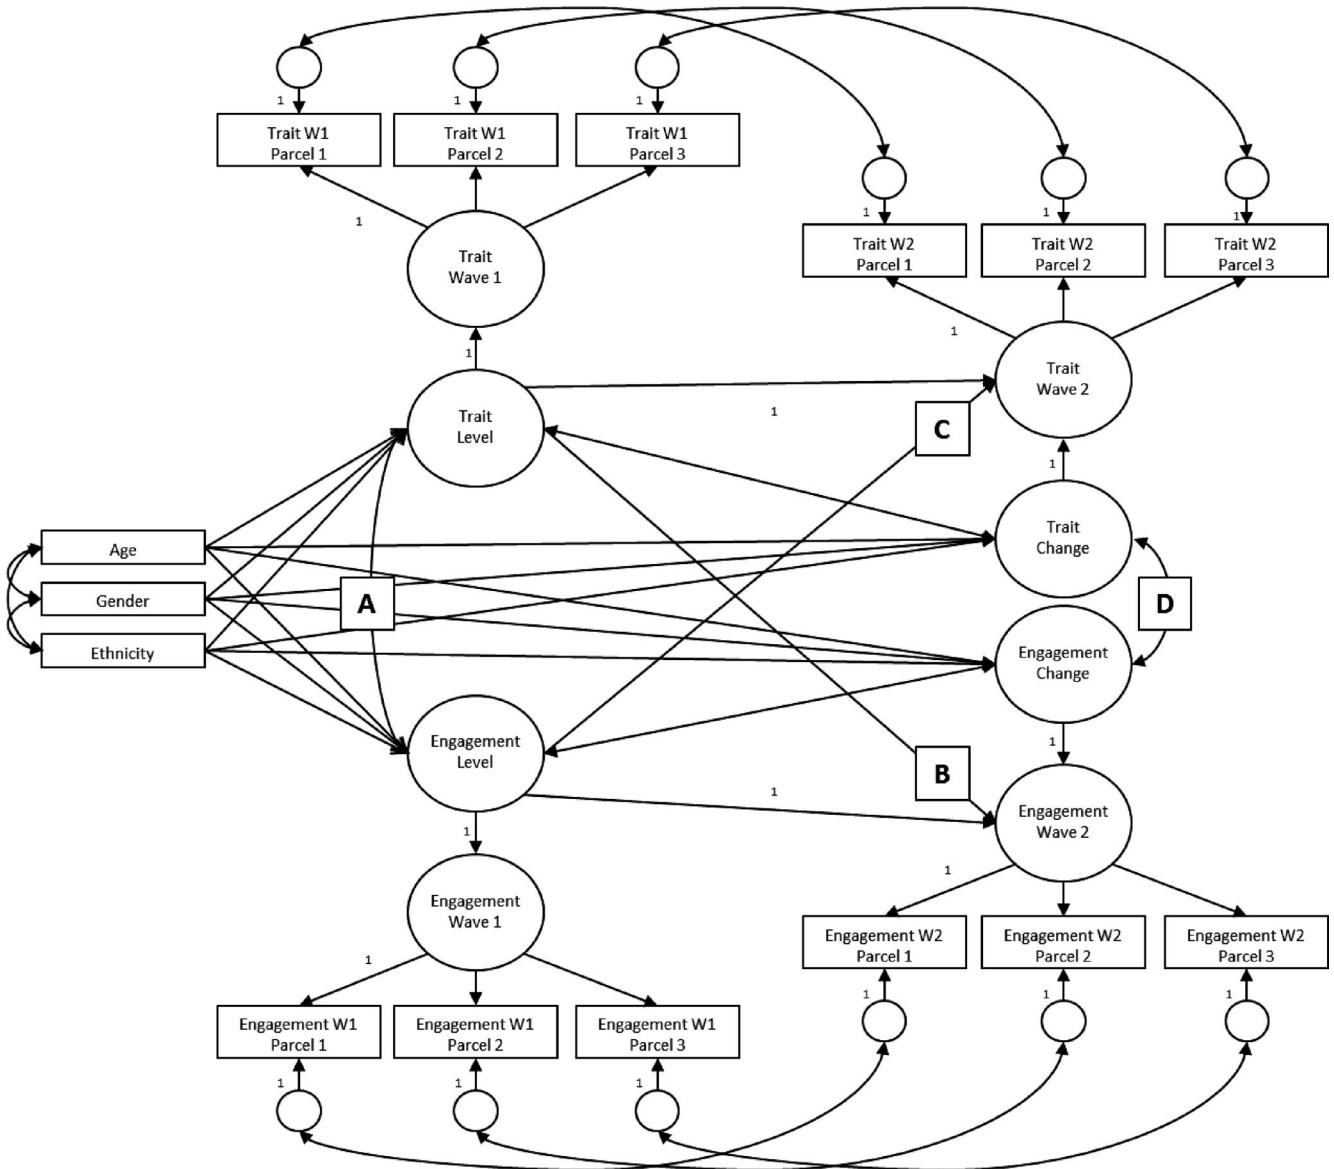 1
1
1
Trait W1
Parcel 1
Trait W1
Parcel 2
Trait W1
Parcel 3
1
1
1
1
Trait W2
Parcel 1
Trait W2
Parcel 2
Trait W2
Parcel 3
Trait
Wave 1
1
1
Trait
Wave 2
Trait
Level
1
C
1
Trait
Change
Age
Gender
Ethnicity
A
D
Engagement
Change
Engagement
Level
1
B
1
1
Engagement
Wave 2
1
Engagement
Wave 1
1
Engagement W2
Parcel 1
Engagement W2
Parcel 2
Engagement W2
Parcel 3
1
1
1
1
Engagement W1
Parcel 1
Engagement W1
Parcel 2
Engagement W1
Parcel 3
1
1
1